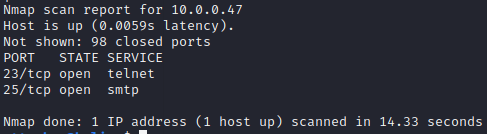 Nmap scan report for 10.0.0.47
Host is up (0.0059s latency).
Not shown: 98 closed ports
PORT   STATE SERVICE
23/tcp open  telnet
25/tcp open  smtp
Nmap done: 1 IP address (1 host up) scanned in 14.33 seconds